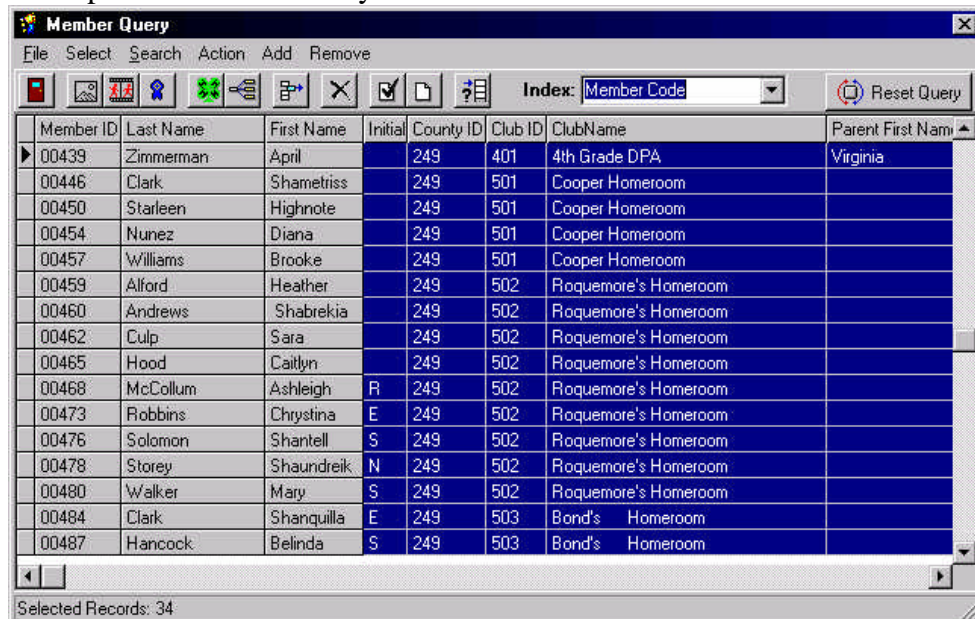 Member Query
File Select Search Action Add Remove
Index: Member Code Reset Query
Member ID Last Name First Name Initial County ID Club ID ClubName Parent First Nam
00439 Zimmerman April 249 401 4th Grade DPA Virginia
00446 Clark Shametriss 249 501 Cooper Homeroom
00450 Starleen Highnote 249 501 Cooper Homeroom
00454 Nunez Diana 249 501 Cooper Homeroom
00457 Williams Brooke 249 501 Cooper Homeroom
00459 Alford Heather 249 502 Roquemore's Homeroom
00460 Andrews Shabrekia 249 502 Roquemore's Homeroom
00462 Culp Sara 249 502 Roquemore's Homeroom
00465 Hood Caitlyn 249 502 Roquemore's Homeroom
00468 McCollum Ashleigh R 249 502 Roquemore's Homeroom
00473 Robbins Chrystina E 249 502 Roquemore's Homeroom
00476 Solomon Shantell S 249 502 Roquemore's Homeroom
00478 Storey Shaundreik N 249 502 Roquemore's Homeroom
00480 Walker Mary S 249 502 Roquemore's Homeroom
00484 Clark Shanquilla E 249 503 Bond's Homeroom
00487 Hancock Belinda S 249 503 Bond's Homeroom
Selected Records: 34